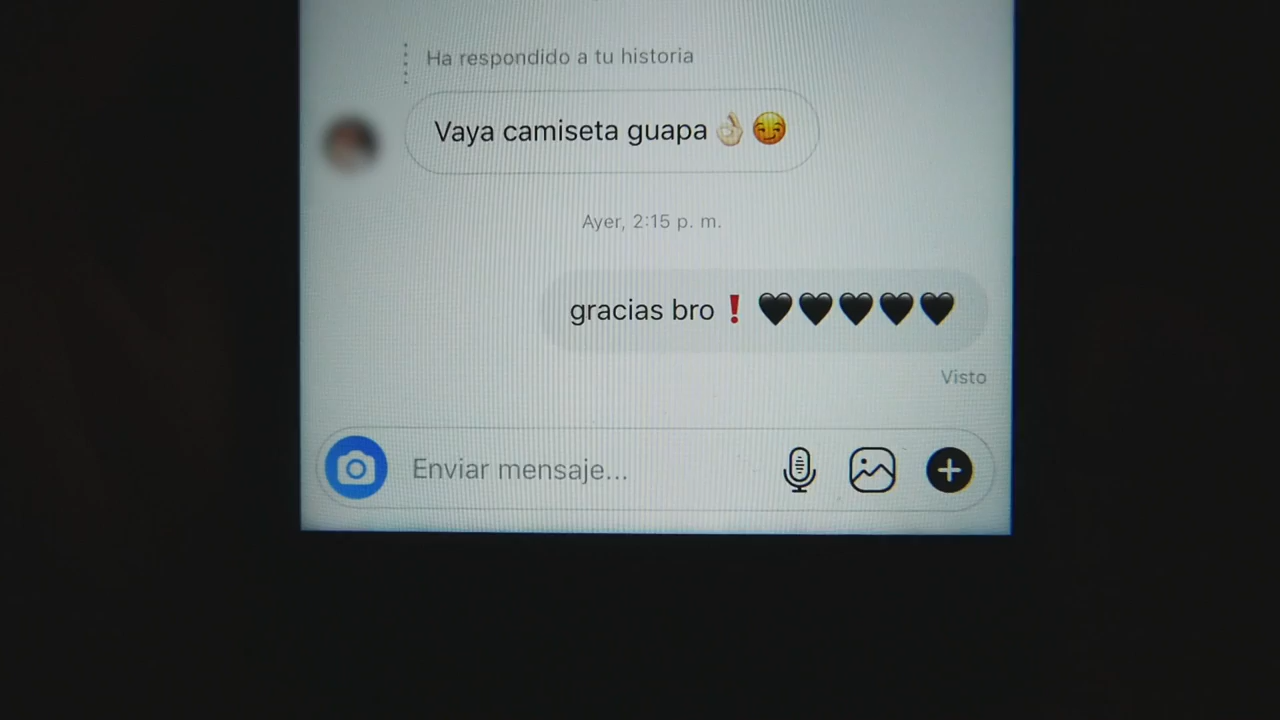 Ha respondido a tu historia
Vaya camiseta guapa👌🏻😏
Ayer, 2:15 p. m.
gracias bro❗🖤🖤🖤🖤🖤
Visto
Enviar mensaje...